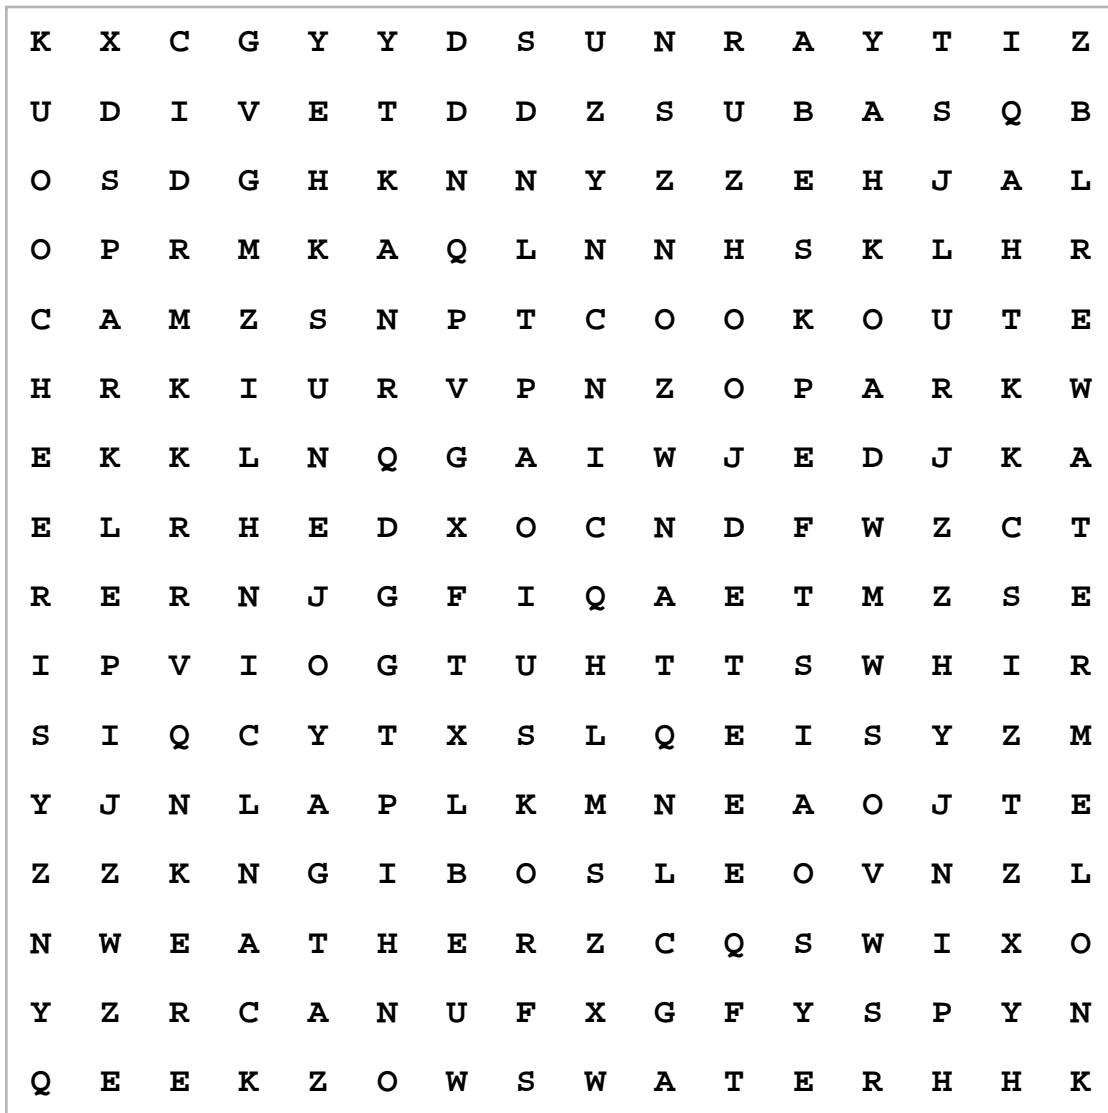 K X C G Y Y D S U N R A Y T I Z
U D I V E T D D Z S U B A S Q B
O S D G H K N N Y Z Z E H J A L
O P R M K A Q L N N H S K L H R
C A M Z S N P T C O O K O U T E
H R K I U R V P N Z O P A R K W
E K K L N Q G A I W J E D J K A
E L R H E D X O C N D F W Z C T
R E R N J G F I Q A E T M Z S E
I P V I O G T U H T T S W H I R
S I Q C Y T X S L Q E I S Y Z M
Y J N L A P L K M N E A O J T E
Z Z K N G I B O S L E O V N Z L
N W E A T H E R Z C Q S W I X O
Y Z R C A N U F X G F Y S P Y N
Q E E K Z O W S W A T E R H H K